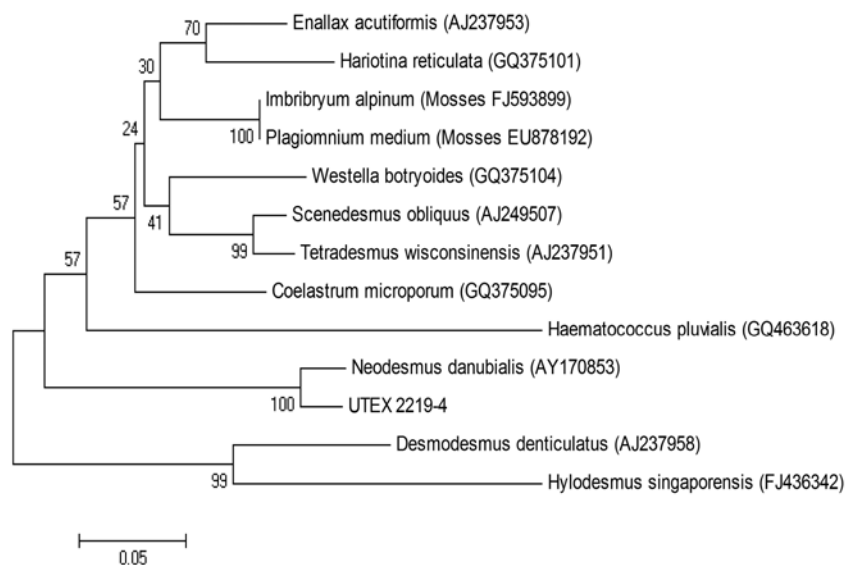 70
Enallax acutiformis (AJ237953)
Hariotina reticulata (GQ375101)
30
Imbribryum alpinum (Mosses FJ593899)
100
Plagiomnium medium (Mosses EU878192)
24
Westella botryoides (GQ375104)
41
Scenedesmus obliquus (AJ249507)
99
Tetradesmus wisconsinensis (AJ237951)
57
Coelastrum microporum (GQ375095)
57
Haematococcus pluvialis (GQ463618)
Neodesmus danubialis (AY170853)
100
UTEX 2219-4
Desmodesmus denticulatus (AJ237958)
99
Hylodesmus singaporensis (FJ436342)
0.05